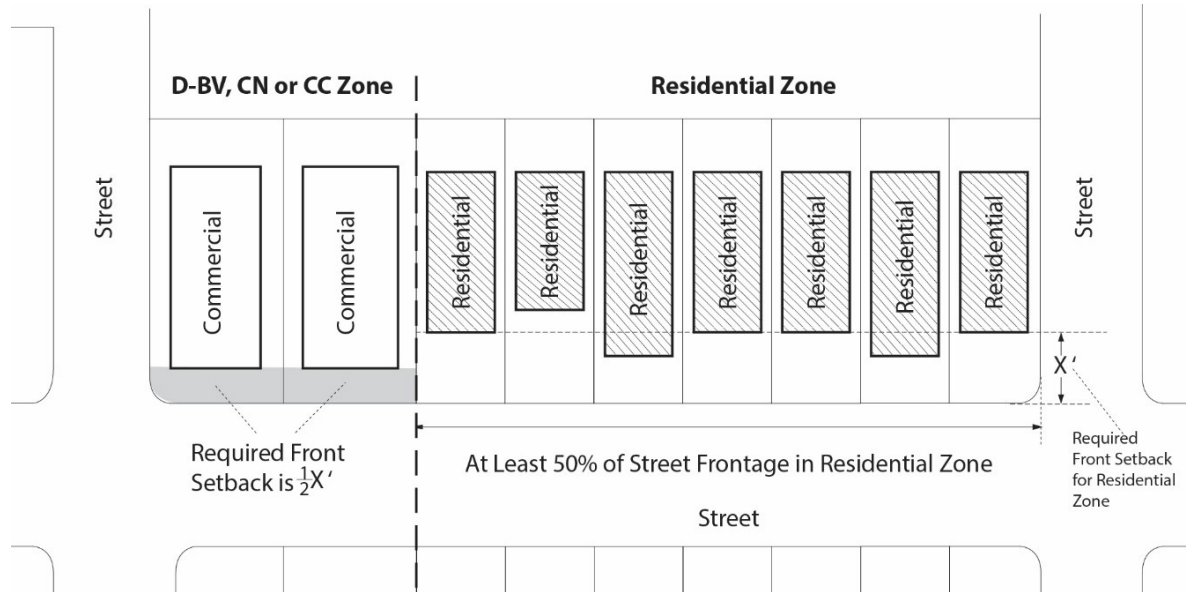 D-BV, CN or CC Zone
Residential Zone
Street
Commercial
Commercial
Residential
Residential
Residential
Residential
Residential
Residential
Residential
Street
X '
Required Front
Setback is ½X '
At Least 50% of Street Frontage in Residential Zone
Required
Front Setback
for Residential
Zone
Street